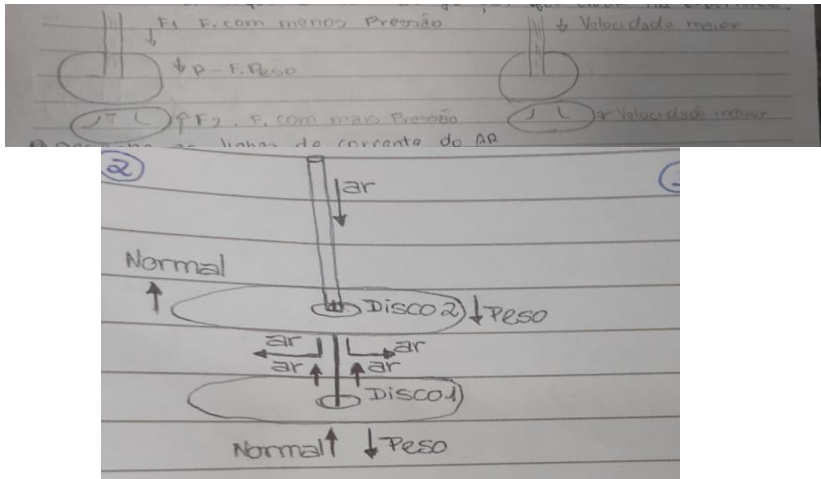 F1 F. com menos Pressão
↓ Velocidade maior
↓ P - F. Peso
↑ F2 . F. com mais Pressão
Velocidade menor
linhas de corrente do AR
2
ar
Normal
Disco 2 ↓ Peso
ar ar
ar ar
Disco 1
Normal ↑ ↓ Peso